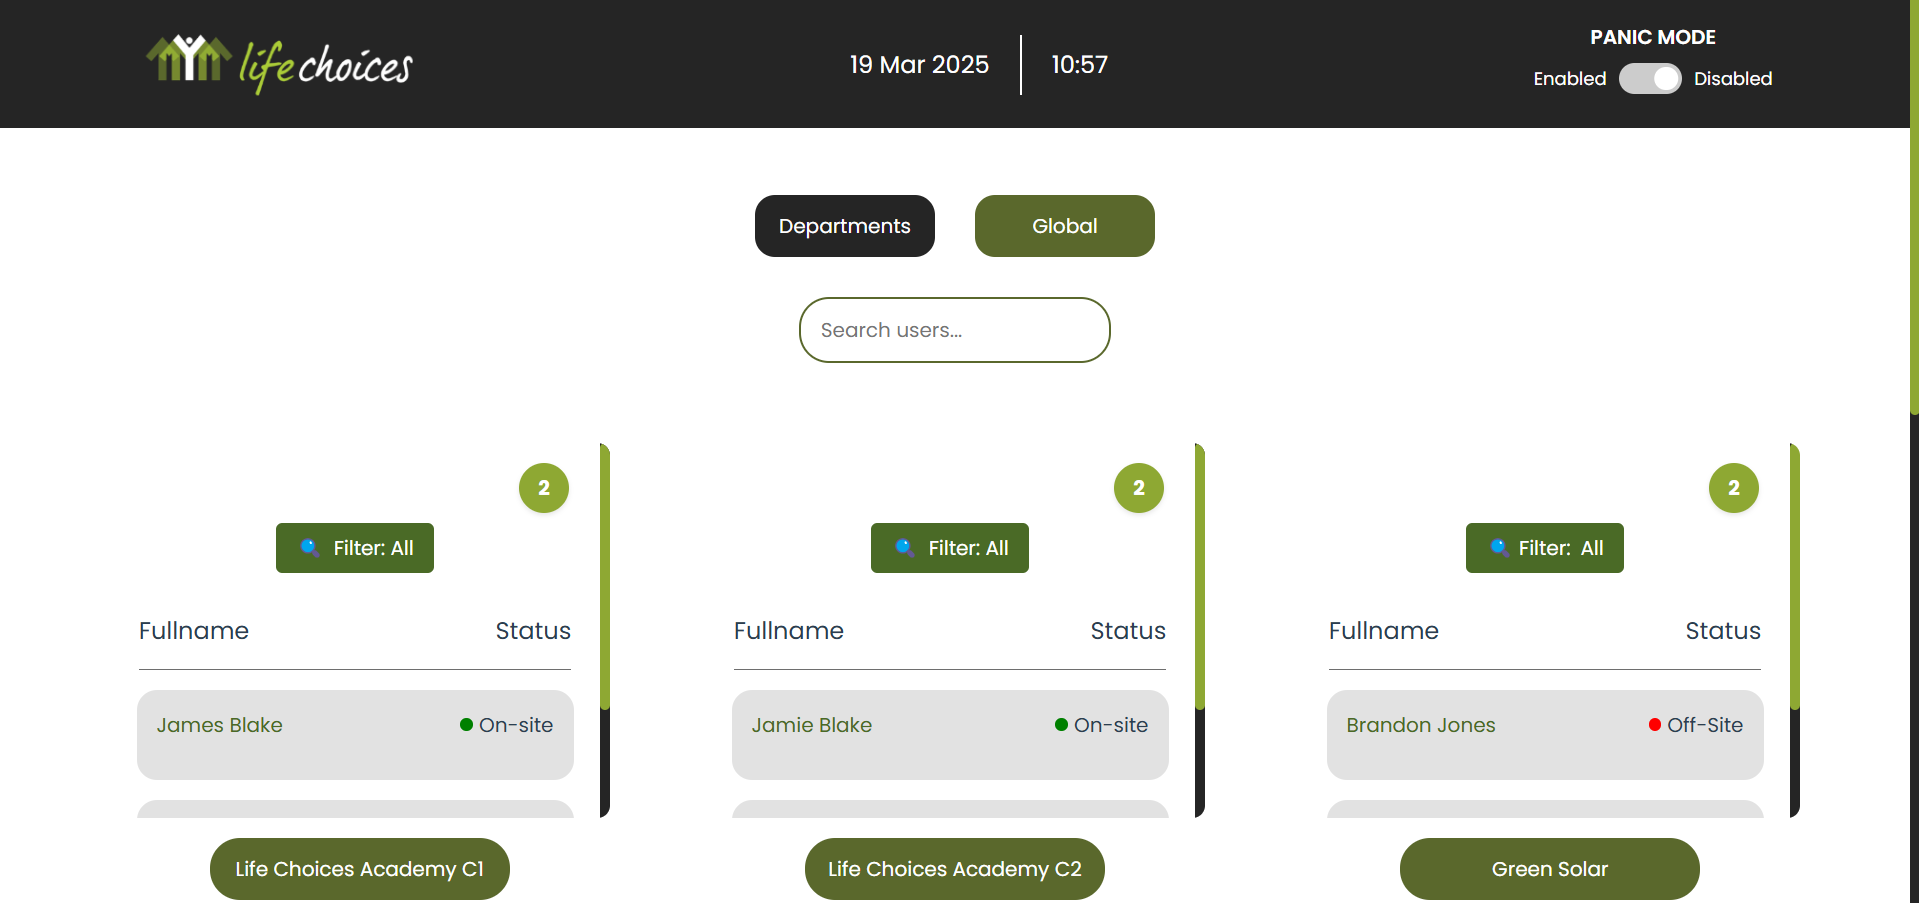 lifechoices
19 Mar 2025
10:57
PANIC MODE
Enabled
Disabled
Departments
Global
Search users...
2
Filter: All
Fullname Status
James Blake On-site
Life Choices Academy C1
2
Filter: All
Fullname Status
Jamie Blake On-site
Life Choices Academy C2
2
Filter: All
Fullname Status
Brandon Jones Off-Site
Green Solar